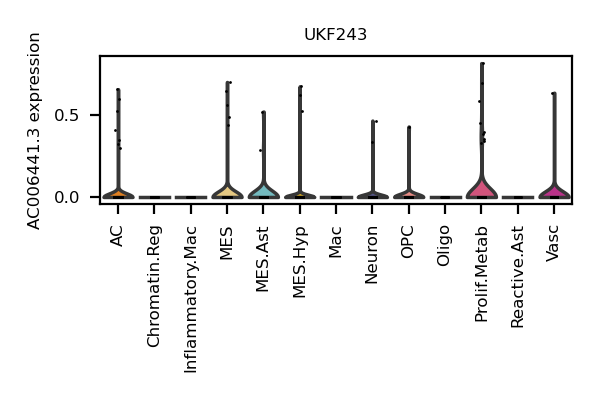 UKF243
AC006441.3 expression
0.5
0.0
AC
Chromatin.Reg
Inflammatory.Mac
MES
MES.Ast
MES.Hyp
Mac
Neuron
OPC
Oligo
Prolif.Metab
Reactive.Ast
Vasc